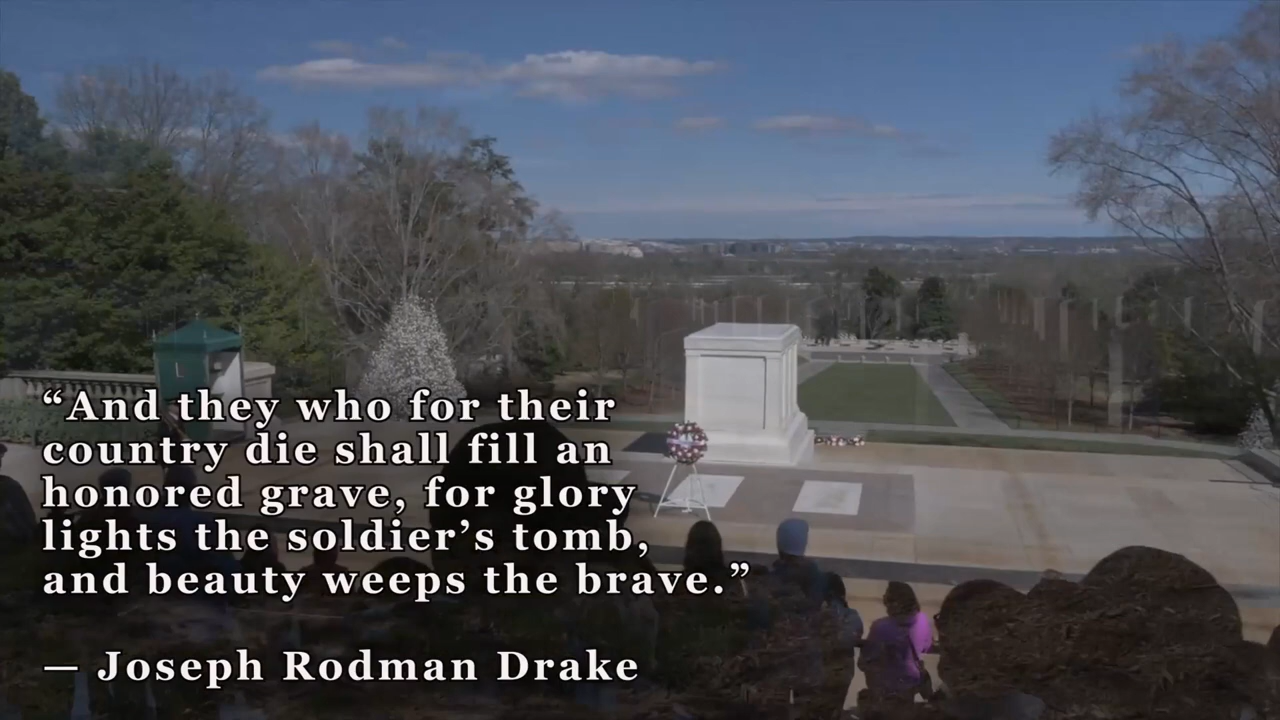 “And they who for their
country die shall fill an
honored grave, for glory
lights the soldier’s tomb,
and beauty weeps the brave.”
— Joseph Rodman Drake